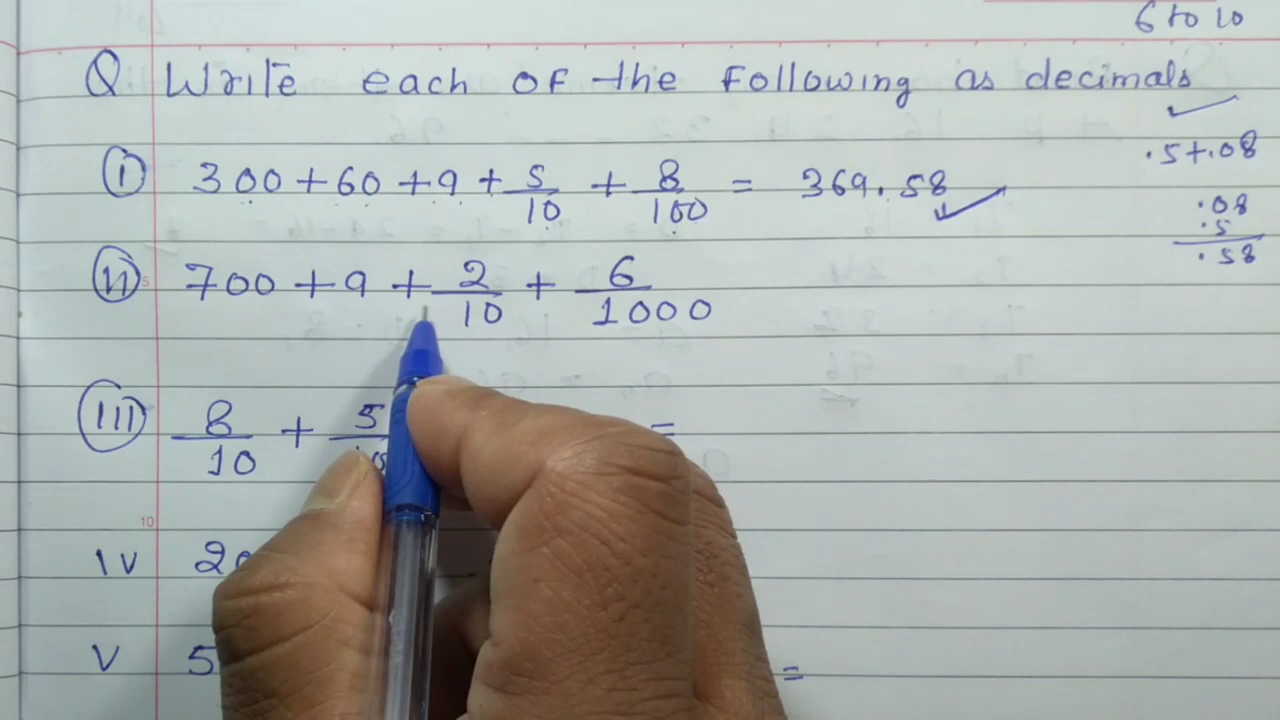 6 to 10
Q Write each of the following as decimals
.5+.08
(i) 300+60+9+5/10 + 8/100 = 369.58
.08
.5
.58
(ii) 700+9+2/10 + 6/1000
(iii) 8/10 + 5/ =
iv 20
v 5 =
5
10